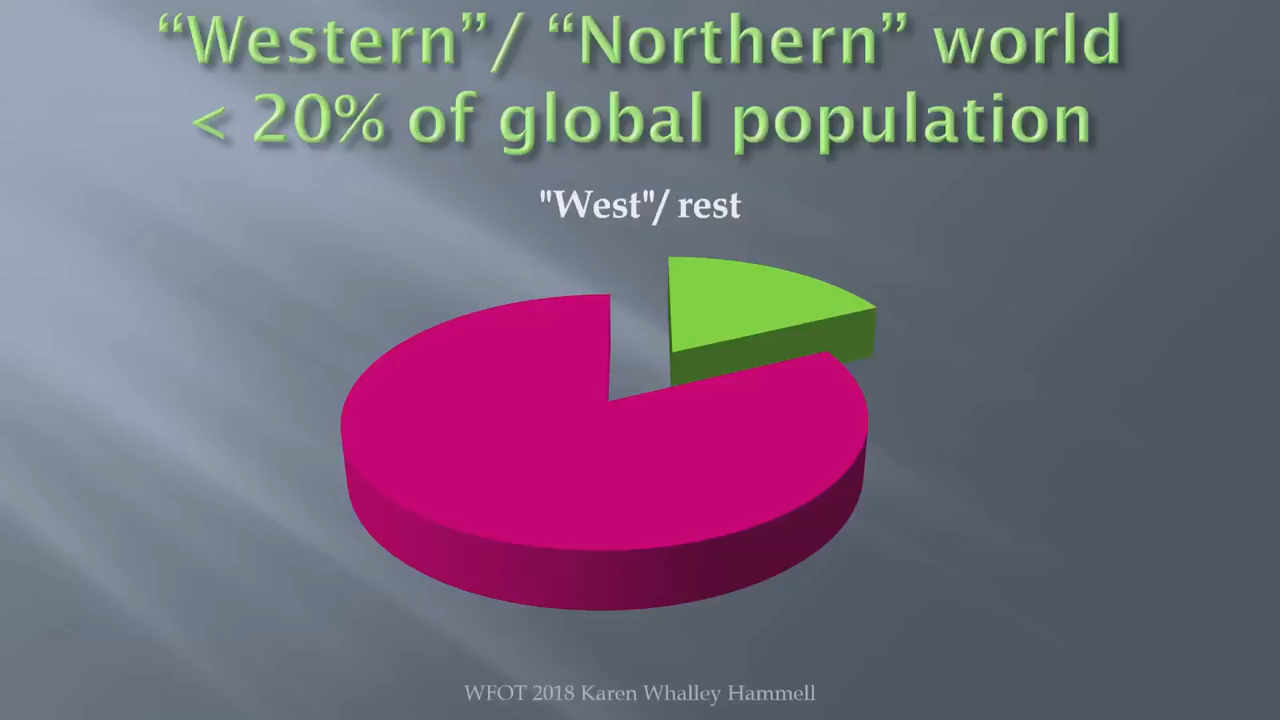 “Western”/ “Northern” world
< 20% of global population
"West"/ rest
WFOT 2018 Karen Whalley Hammell